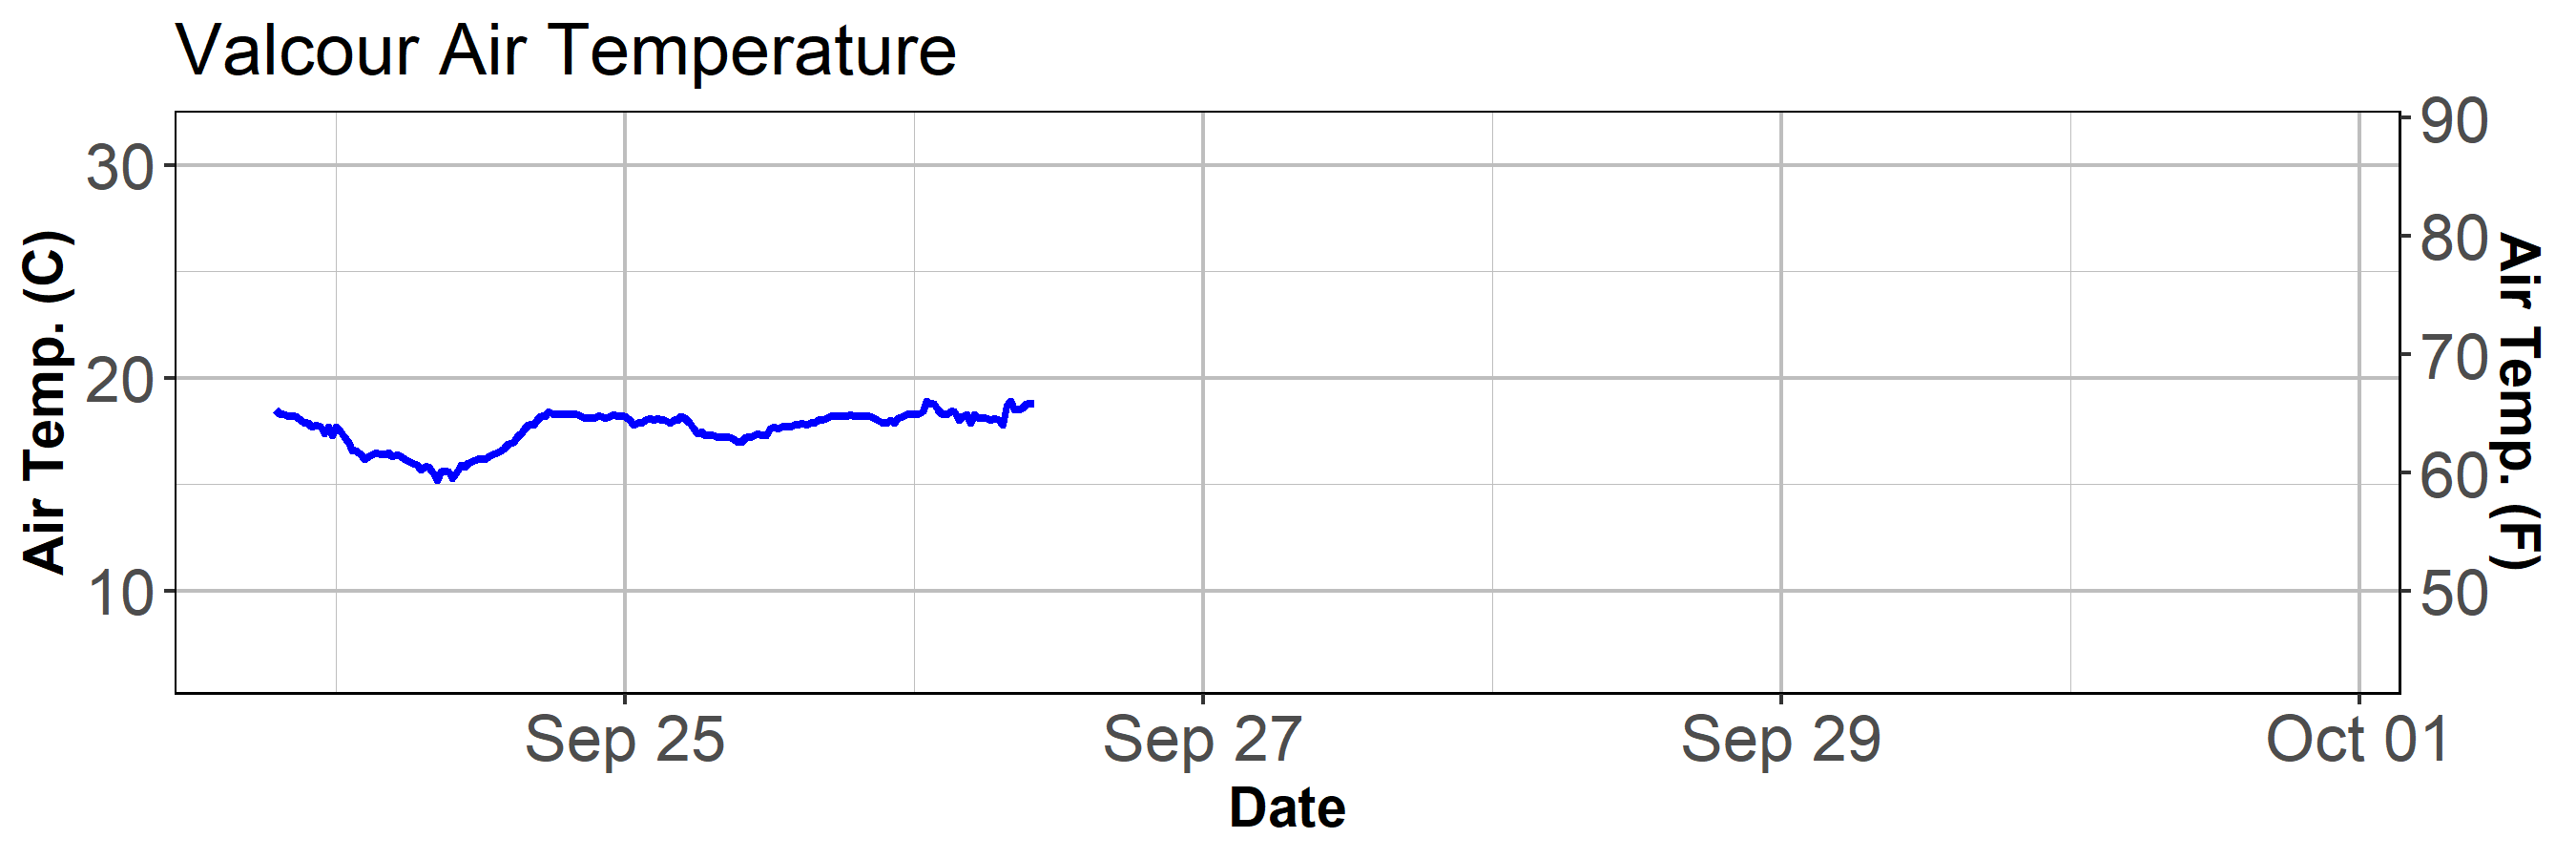 Valcour Air Temperature
Air Temp. (C)
30
20
10
90
80
70
60
50
Air Temp. (F)
Sep 25
Sep 27
Sep 29
Oct 01
Date